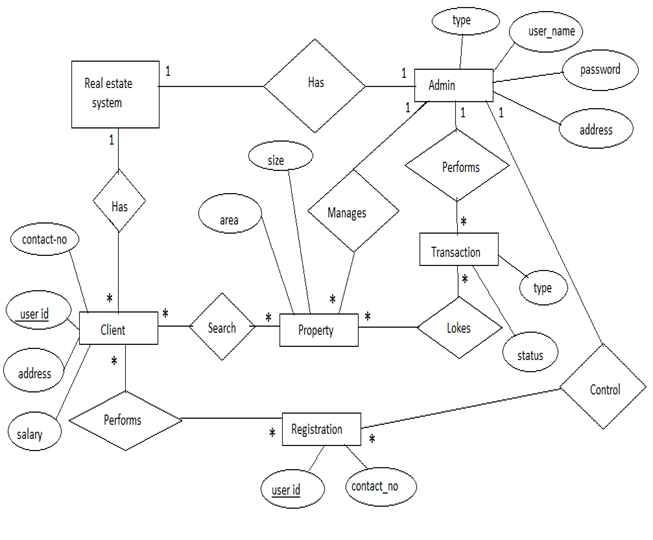 type
user_name
Real estate
system
1
Has
1
Admin
password
1
1
1
address
1
size
Performs
Has
Manages
area
contact-no
*
Transaction
*
type
*
*
user id
*
*
*
Client
Search
Property
Lokes
address
*
status
Control
salary
Performs
Registration
*
*
user id
contact_no